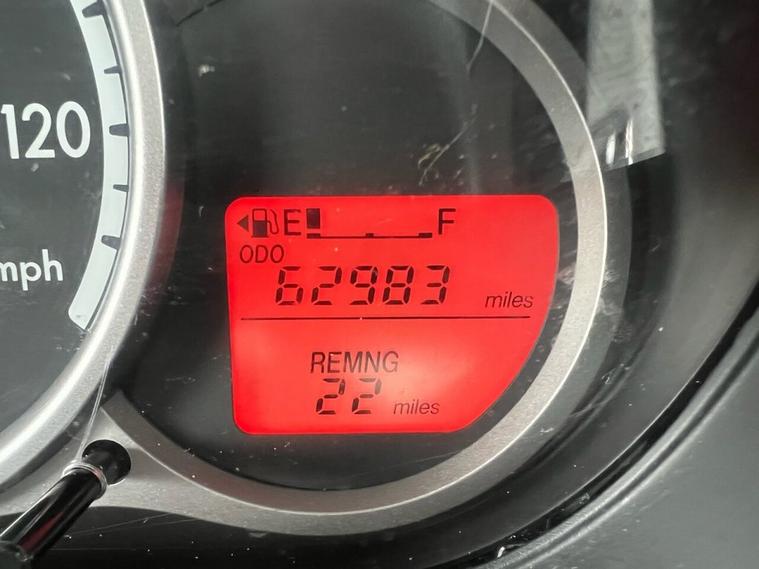 120
mph
E F
ODO
62983 miles
REMNG
22 miles